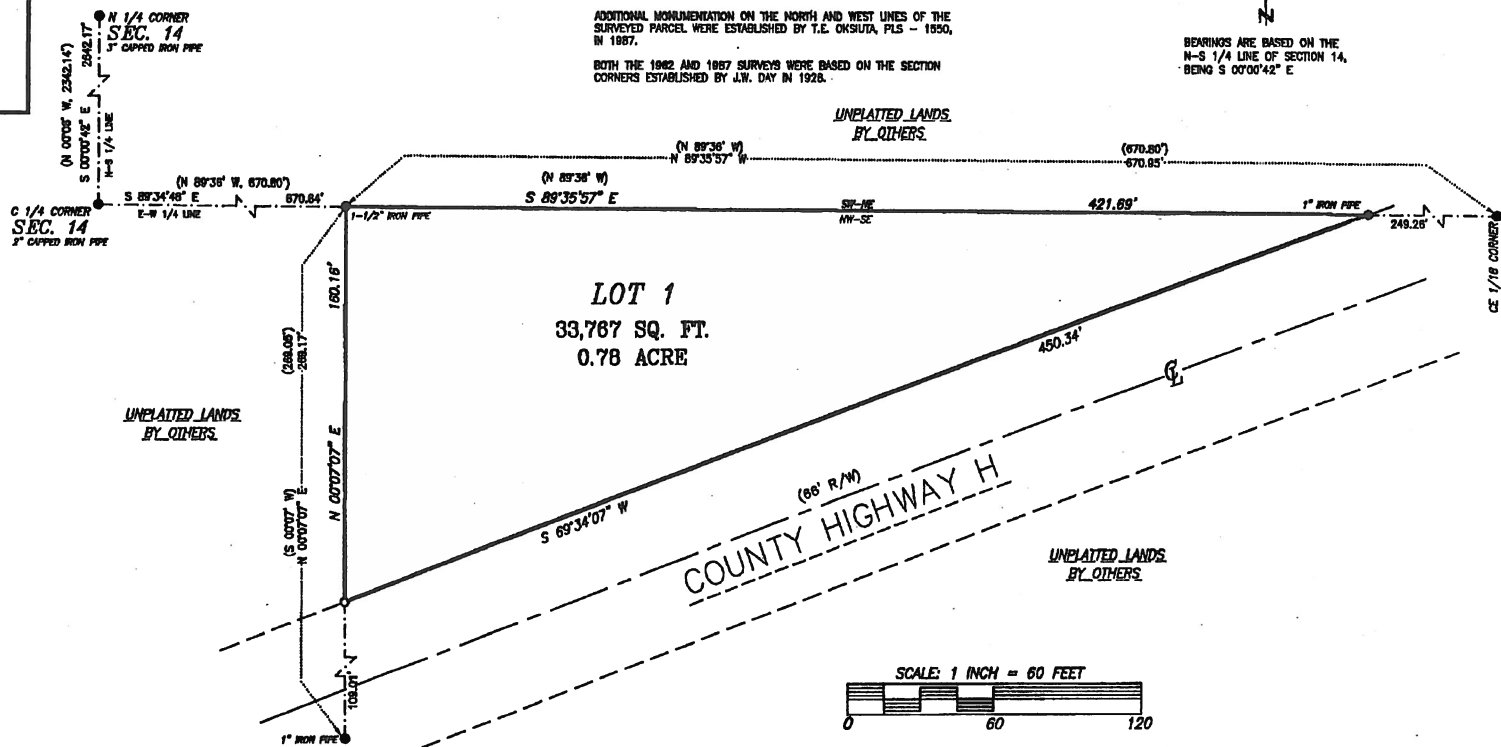 N 1/4 CORNER
SEC. 14
3" CAPPED IRON PIPE
(N 00'05' W, 2342.14')
2642.17'
S 00'00'42" E
N-S 1/4 LINE
ADDITIONAL MONUMENTATION ON THE NORTH AND WEST LINES OF THE
SURVEYED PARCEL WERE ESTABLISHED BY T.E. OKSIUTA, PLS - 1550,
IN 1987.
BOTH THE 1982 AND 1987 SURVEYS WERE BASED ON THE SECTION
CORNERS ESTABLISHED BY J.W. DAY IN 1928.
N
BEARINGS ARE BASED ON THE
N-S 1/4 LINE OF SECTION 14,
BEING S 00'00'42" E
UNPLATTED LANDS
BY OTHERS
(N 89'36' W)
N 89'35'57" W
(670.80')
670.95'
(N 89'36' W, 670.80')
S 89'34'48" E
670.84'
E-W 1/4 LINE
C 1/4 CORNER
SEC. 14
2" CAPPED IRON PIPE
1-1/2" IRON PIPE
(N 89'36' W)
S 89'35'57" E
SW-NE
NW-SE
421.69'
1" IRON PIPE
249.26'
CE 1/16 CORNER
160.16'
N 00'07'07" E
LOT 1
33,767 SQ. FT.
0.78 ACRE
(269.05')
269.17'
(S 00'07' W)
N 00'07'07" E
UNPLATTED LANDS
BY OTHERS
450.34'
S 69'34'07" W
CL
(66' R/W)
COUNTY HIGHWAY H
UNPLATTED LANDS
BY OTHERS
109.01'
1" IRON PIPE
SCALE: 1 INCH = 60 FEET
0 60 120